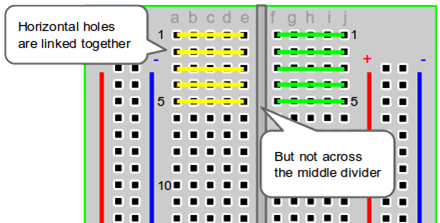 Horizontal holes
are linked together
a b c d e f g h i j
1 1
- + -
5 5
But not across
the middle divider
10